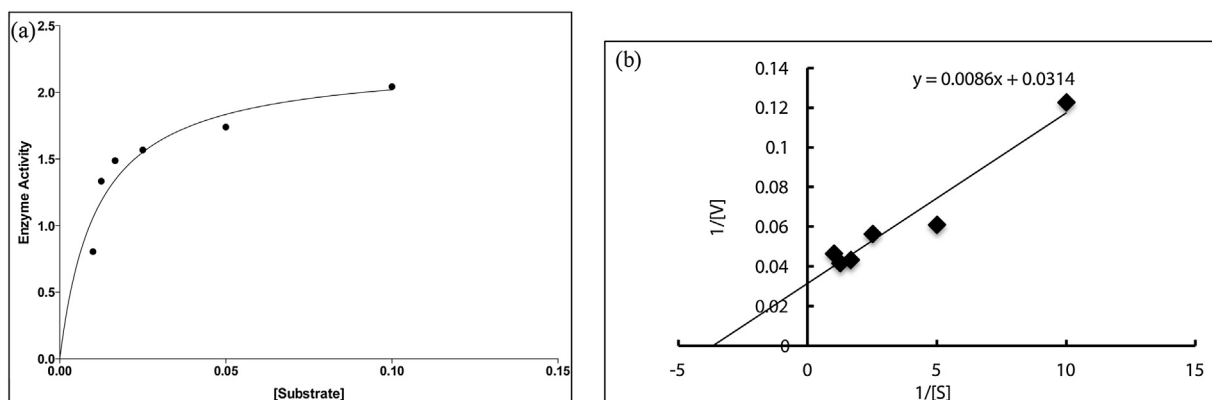 (a)
2.5
2.0
1.5
1.0
0.5
0.0
0.00 0.05 0.10 0.15
Enzyme Activity
[Substrate]
(b)
y = 0.0086x + 0.0314
0.14
0.12
0.1
0.08
0.06
0.04
0.02
0
-5 0 5 10 15
1/[V]
1/[S]